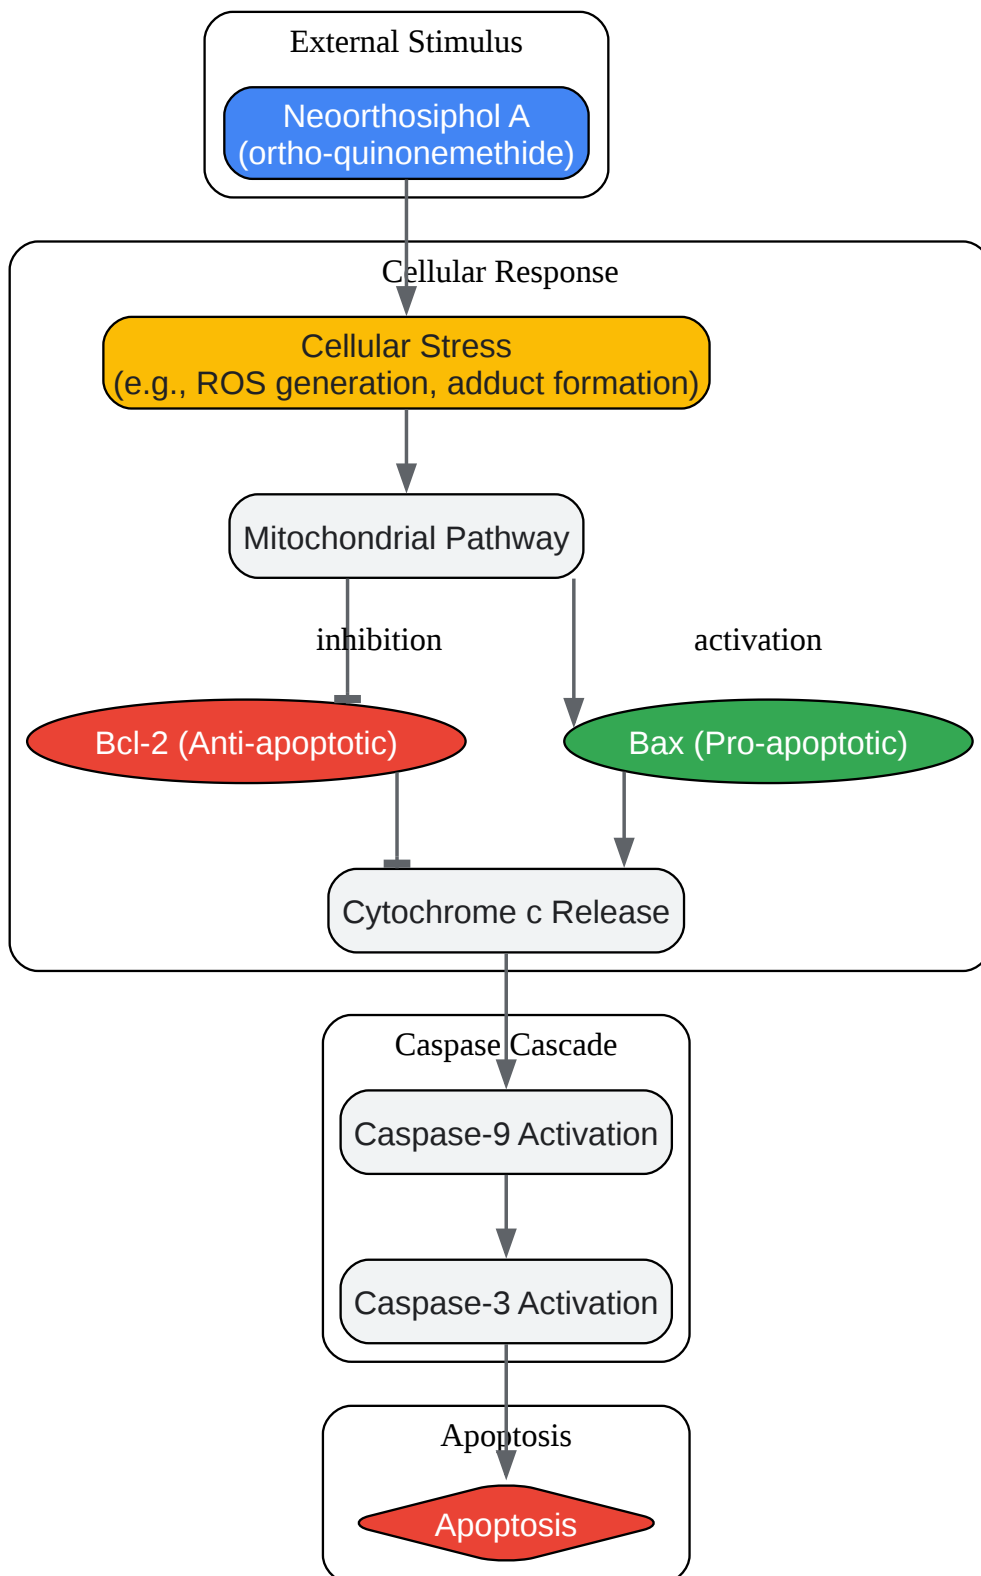 External Stimulus
Neoorthosiphol A
(ortho-quinonemethide)
Cellular Response
Cellular Stress
(e.g., ROS generation, adduct formation)
Mitochondrial Pathway
inhibition
activation
Bcl-2 (Anti-apoptotic)
Bax (Pro-apoptotic)
Cytochrome c Release
Caspase Cascade
Caspase-9 Activation
Caspase-3 Activation
Apoptosis
Apoptosis